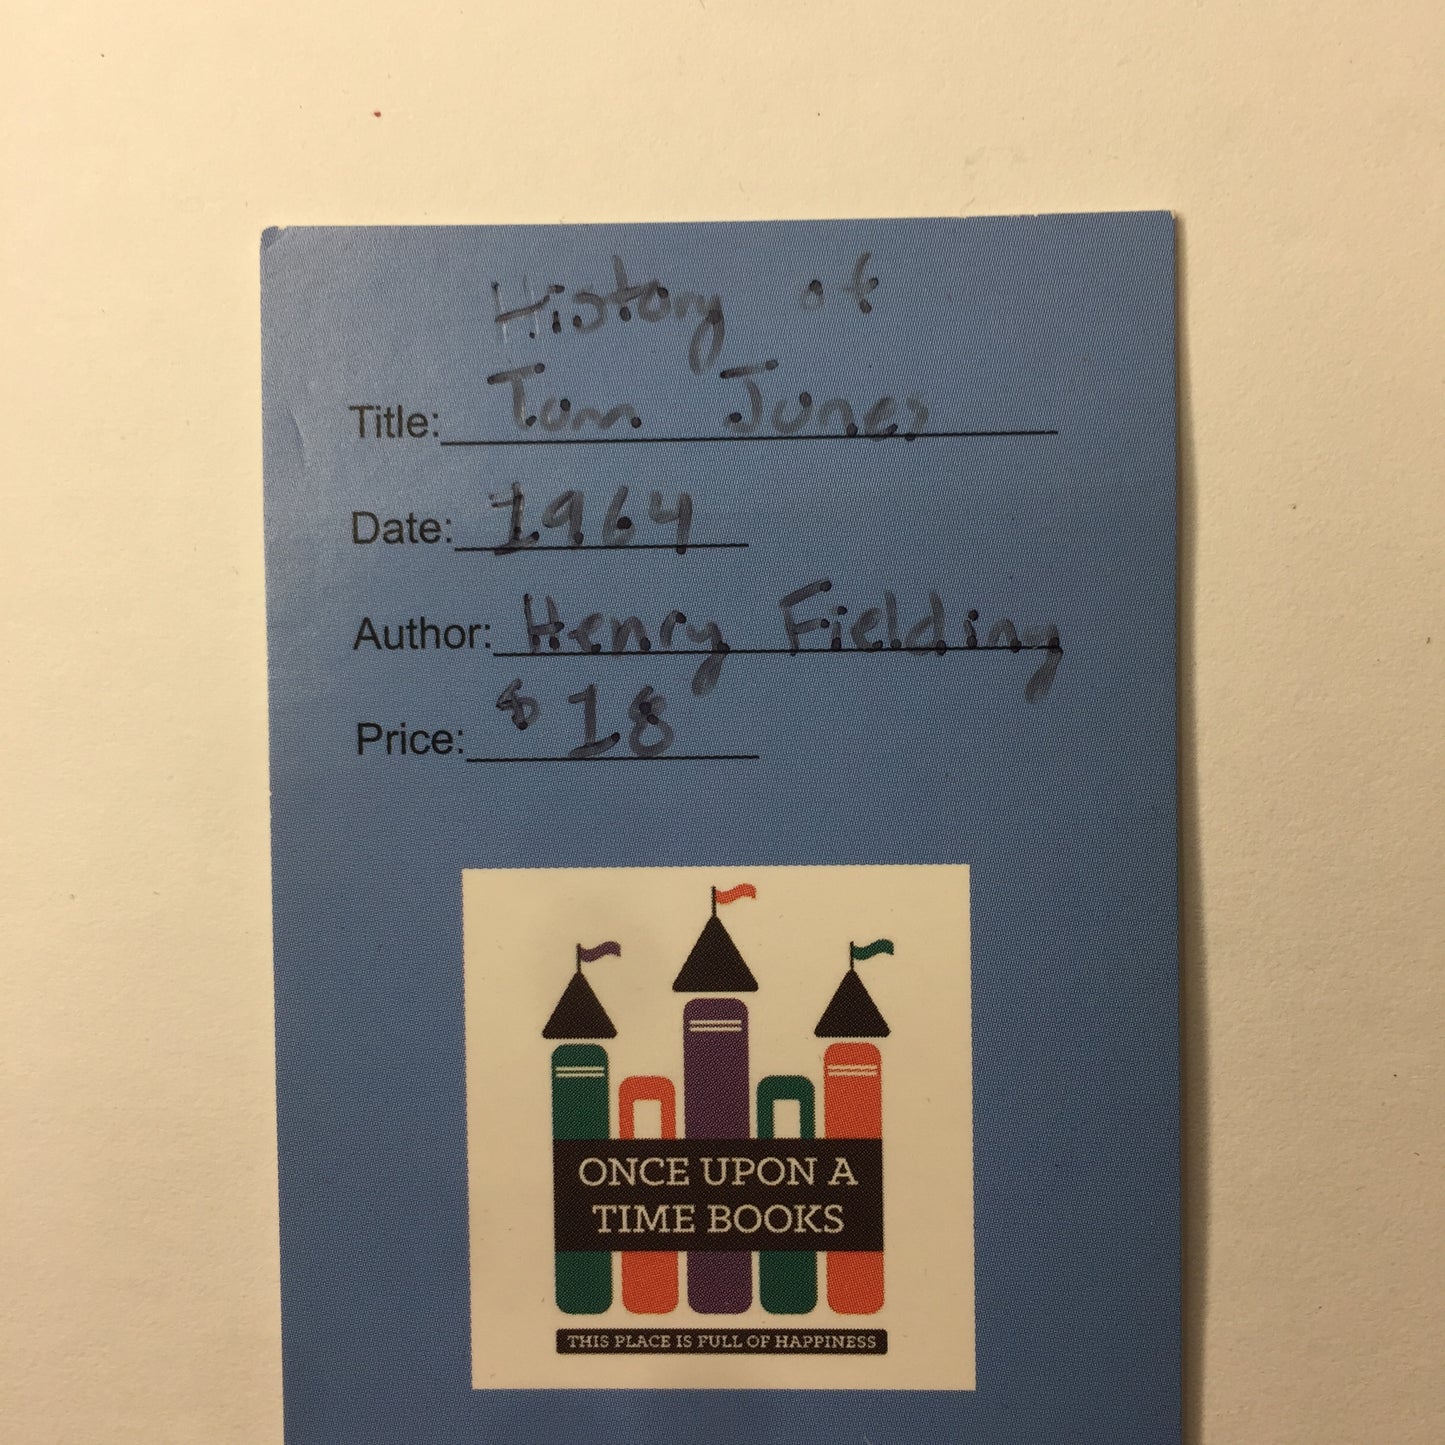 History of
Title: Tom Jones
Date: 1964
Author: Henry Fielding
Price: $18
ONCE UPON A
TIME BOOKS
THIS PLACE IS FULL OF HAPPINESS